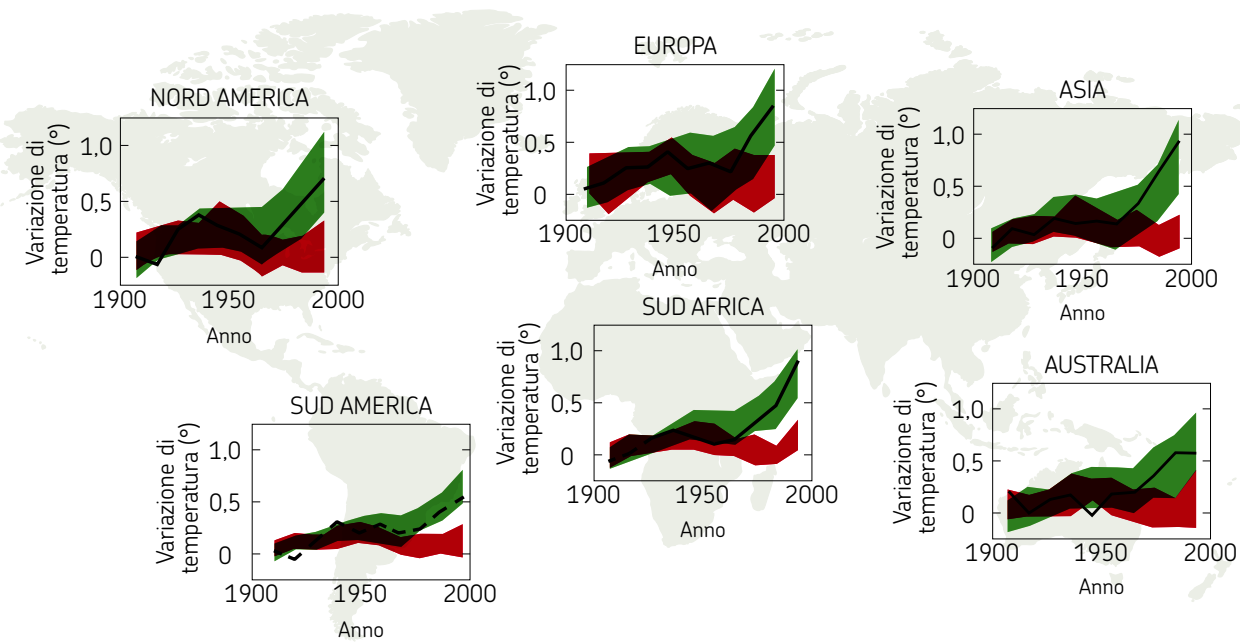 NORD AMERICA
Variazione di
temperatura (°)
1,0
0,5
0
1900
1950
2000
Anno
EUROPA
Variazione di
temperatura (°)
1,0
0,5
0
1900
1950
2000
Anno
ASIA
Variazione di
temperatura (°)
1,0
0,5
0
1900
1950
2000
Anno
SUD AMERICA
Variazione di
temperatura (°)
1,0
0,5
0
1900
1950
2000
Anno
SUD AFRICA
Variazione di
temperatura (°)
1,0
0,5
0
1900
1950
2000
Anno
AUSTRALIA
Variazione di
temperatura (°)
1,0
0,5
0
1900
1950
2000
Anno